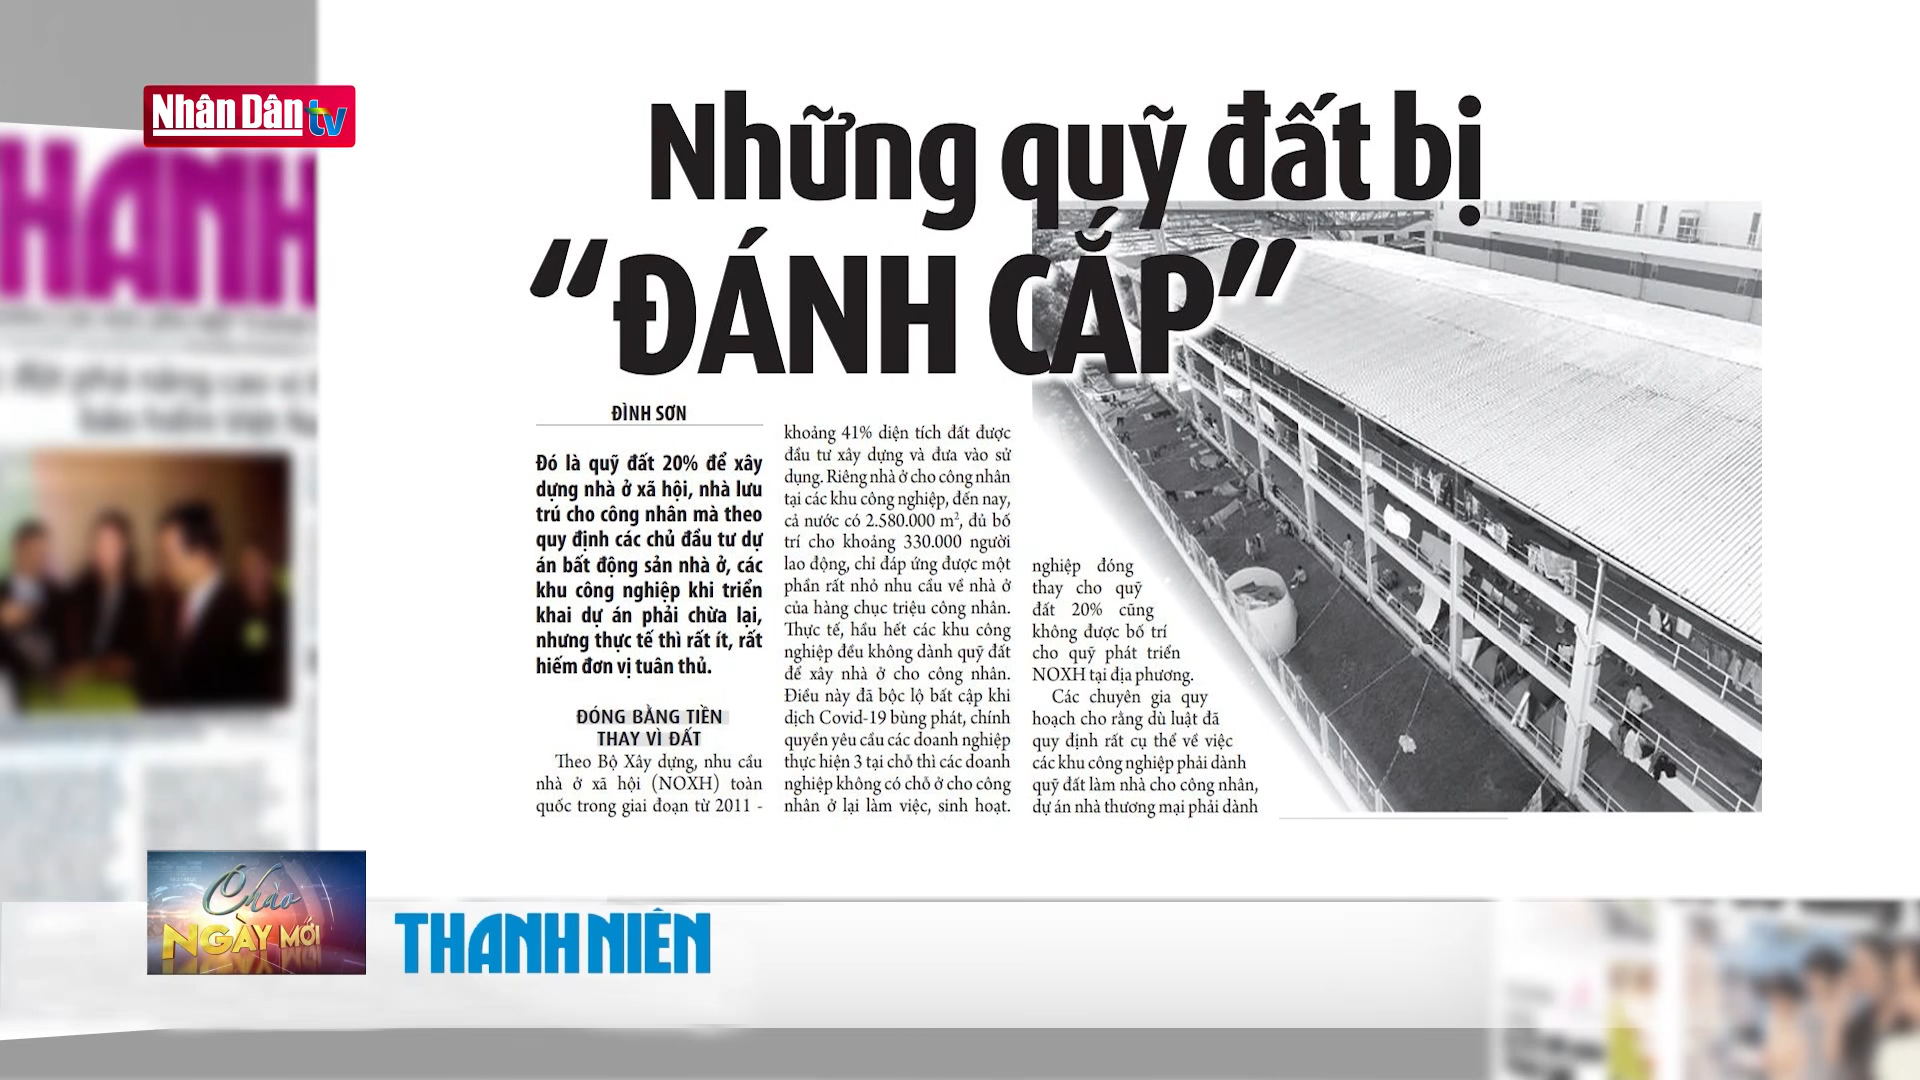 Nhân Dân tv
HANH
Những quỹ đất bị
“ĐÁNH CẮP”
ĐÌNH SƠN
Đó là quỹ đất 20% để xây
dựng nhà ở xã hội, nhà lưu
trú cho công nhân mà theo
quy định các chủ đầu tư dự
án bất động sản nhà ở, các
khu công nghiệp khi triển
khai dự án phải chừa lại,
nhưng thực tế thì rất ít, rất
hiếm đơn vị tuân thủ.
ĐÓNG BẰNG TIỀN
THAY VÌ ĐẤT
Theo Bộ Xây dựng, nhu cầu
nhà ở xã hội (NOXH) toàn
quốc trong giai đoạn từ 2011 -
khoảng 41% diện tích đất được
đầu tư xây dựng và đưa vào sử
dụng. Riêng nhà ở cho công nhân
tại các khu công nghiệp, đến nay,
cả nước có 2.580.000 m², đủ bố
trí cho khoảng 330.000 người
lao động, chỉ đáp ứng được một
phần rất nhỏ nhu cầu về nhà ở
của hàng chục triệu công nhân.
Thực tế, hầu hết các khu công
nghiệp đều không dành quỹ đất
để xây nhà ở cho công nhân.
Điều này đã bộc lộ bất cập khi
dịch Covid-19 bùng phát, chính
quyền yêu cầu các doanh nghiệp
thực hiện 3 tại chỗ thì các doanh
nghiệp không có chỗ ở cho công
nhân ở lại làm việc, sinh hoạt.
nghiệp đóng
thay cho quỹ
đất 20% cũng
không được bố trí
cho quỹ phát triển
NOXH tại địa phương.
Các chuyên gia quy
hoạch cho rằng dù luật đã
quy định rất cụ thể về việc
các khu công nghiệp phải dành
quỹ đất làm nhà cho công nhân,
dự án nhà thương mại phải dành
Chào
NGÀY MỚI
THANH NIÊN